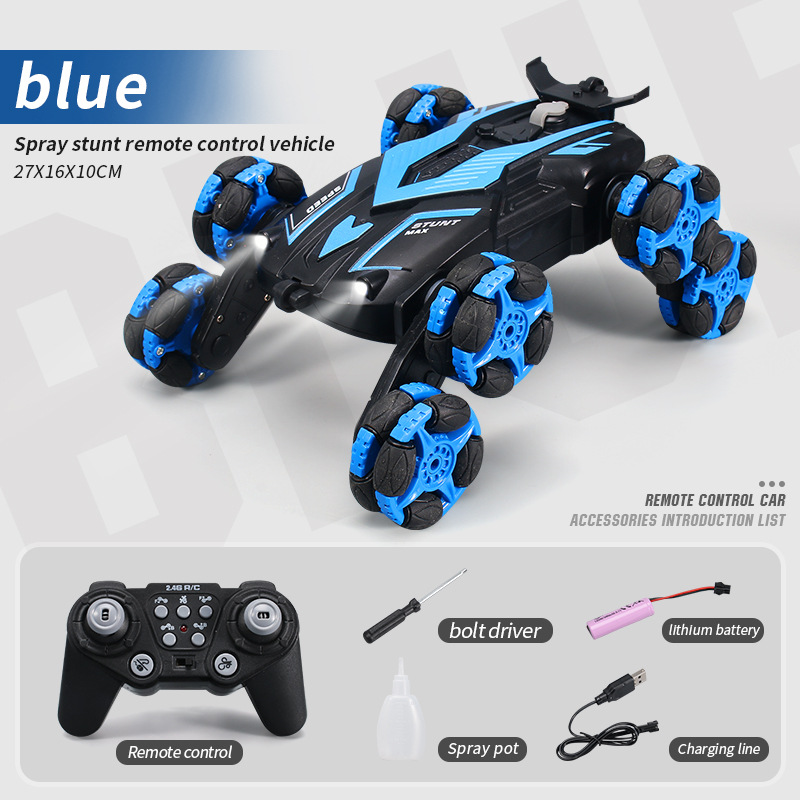 blue
Spray stunt remote control vehicle
27X16X10CM
SPEED
STUNT
MAX
REMOTE CONTROL CAR
ACCESSORIES INTRODUCTION LIST
2.4G R/C
bolt driver
lithium battery
Remote control
Spray pot
Charging line